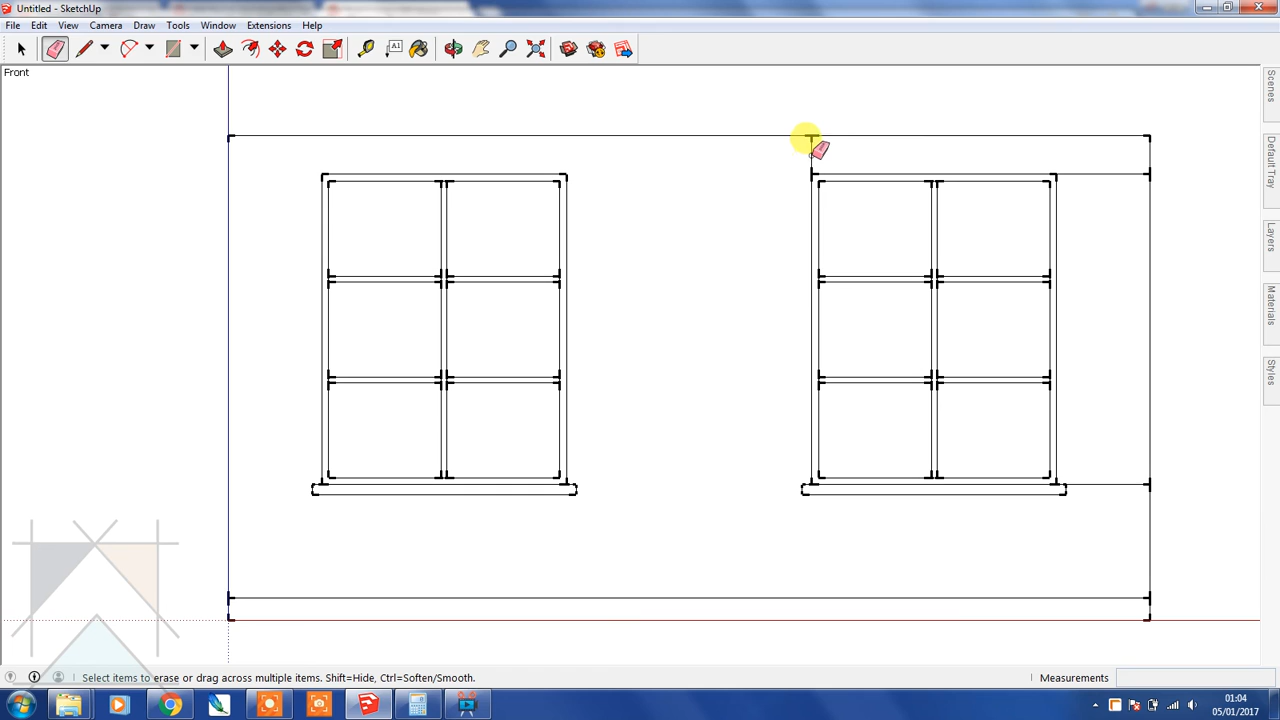 Untitled - SketchUp
File Edit View Camera Draw Tools Window Extensions Help
A1
Front
Scenes
Default Tray
Layers
Materials
Styles
Select items to erase or drag across multiple items. Shift=Hide, Ctrl=Soften/Smooth.
Measurements
01:04
05/01/2017